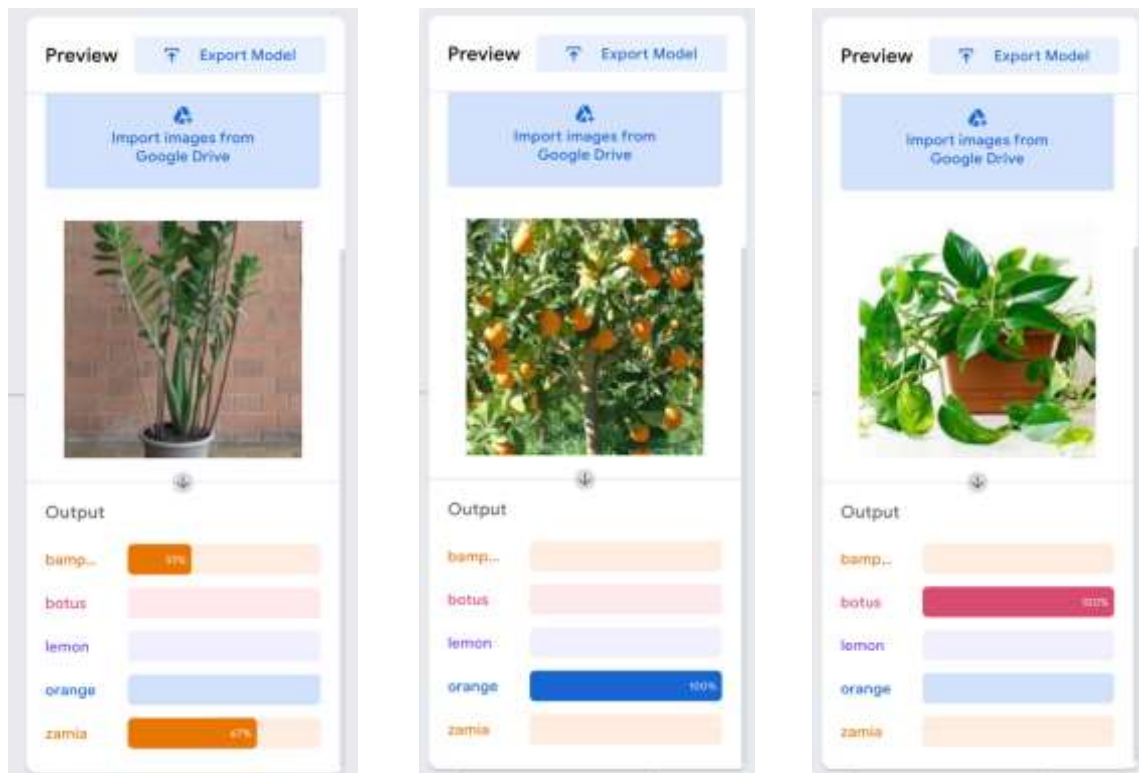 Preview
Export Model
Import images from
Google Drive
Output
bamp...
botus
lemon
orange
zamia
67%
Preview
Export Model
Import images from
Google Drive
Output
bamp...
botus
lemon
orange
100%
zamia
Preview
Export Model
Import images from
Google Drive
Output
bamp...
botus
100%
lemon
orange
zamia